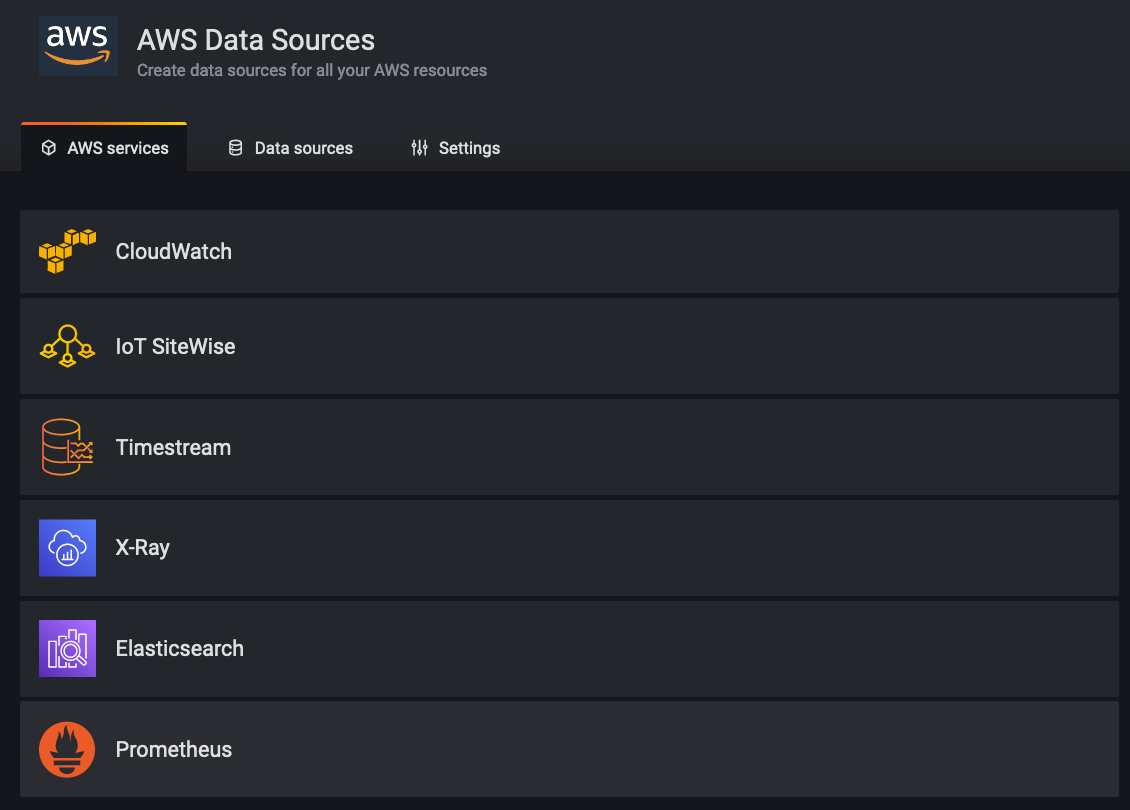 aws
AWS Data Sources
Create data sources for all your AWS resources
AWS services
Data sources
Settings
CloudWatch
IoT SiteWise
Timestream
X-Ray
Elasticsearch
Prometheus